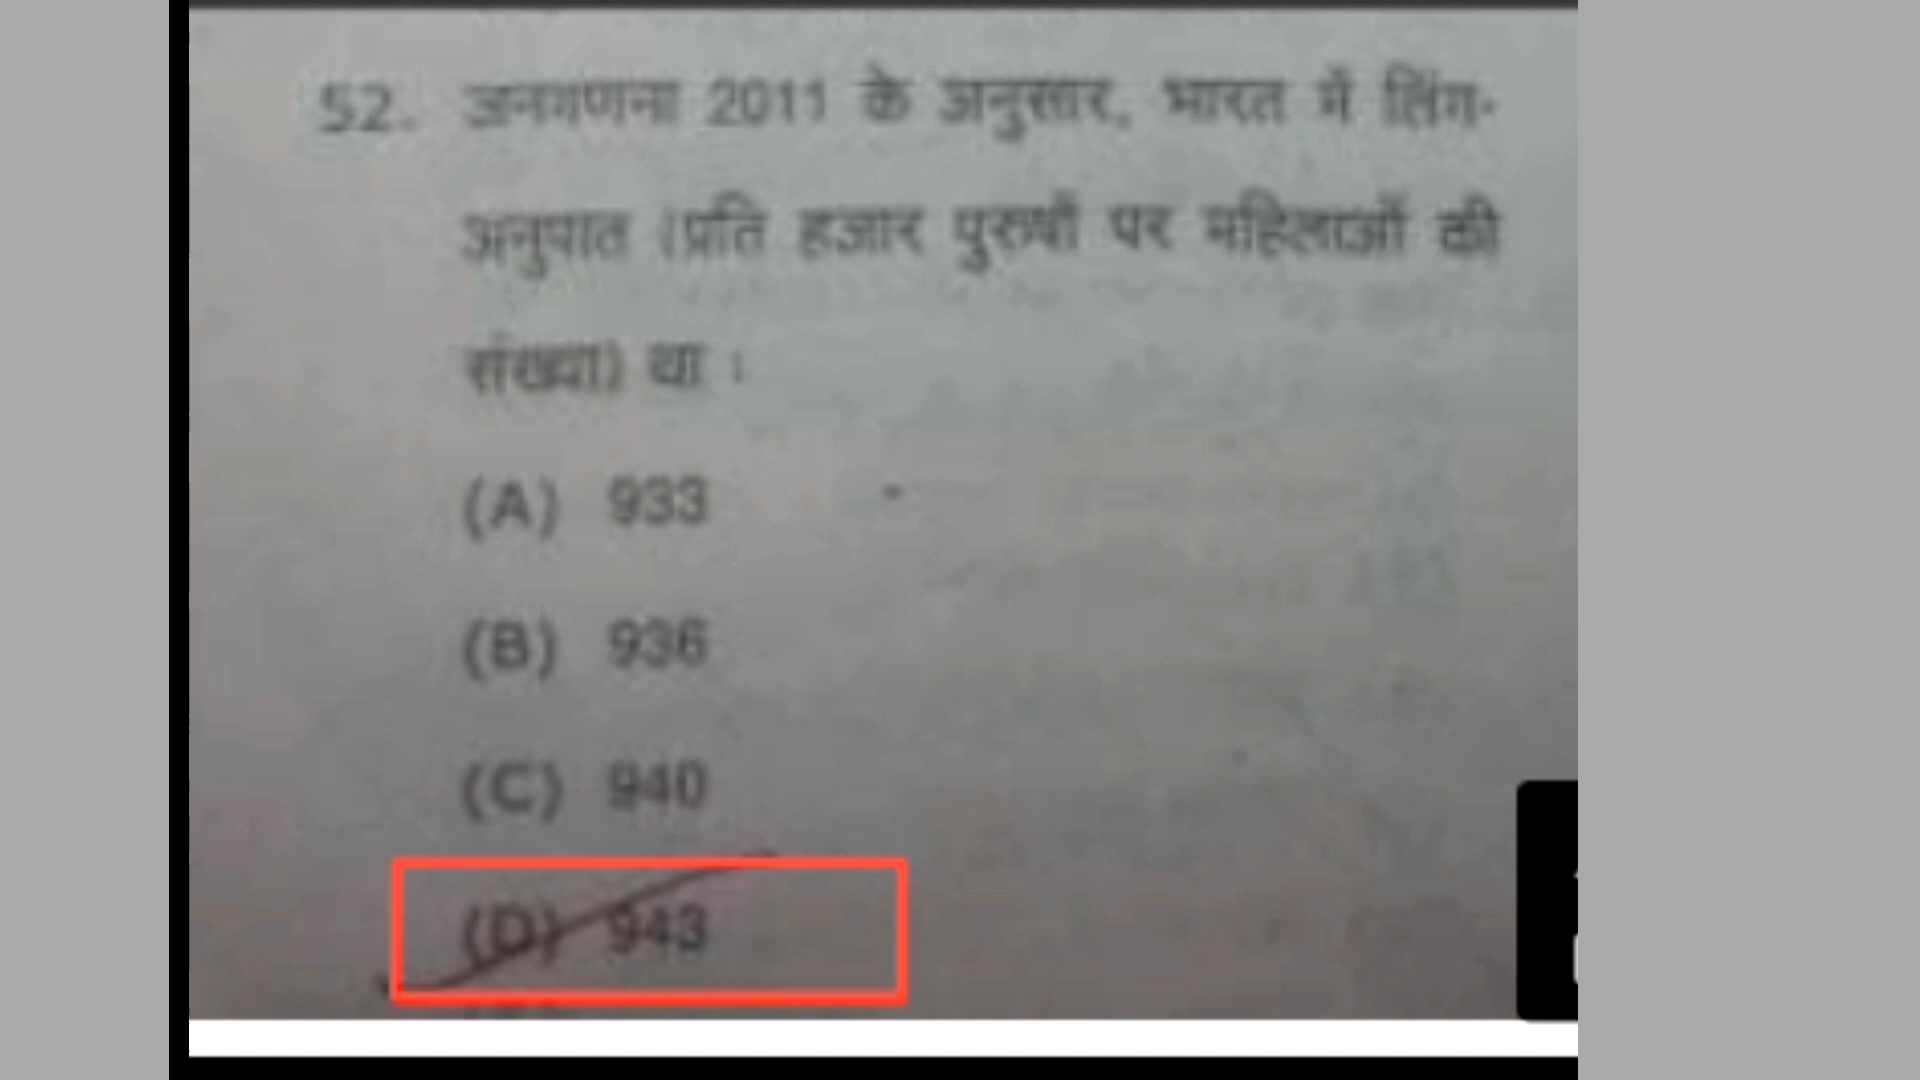 52. जनगणना 2011 के अनुसार, भारत में लिंग-
अनुपात (प्रति हजार पुरुषों पर महिलाओं की
संख्या) था :
(A) 933
(B) 936
(C) 940
(D) 943